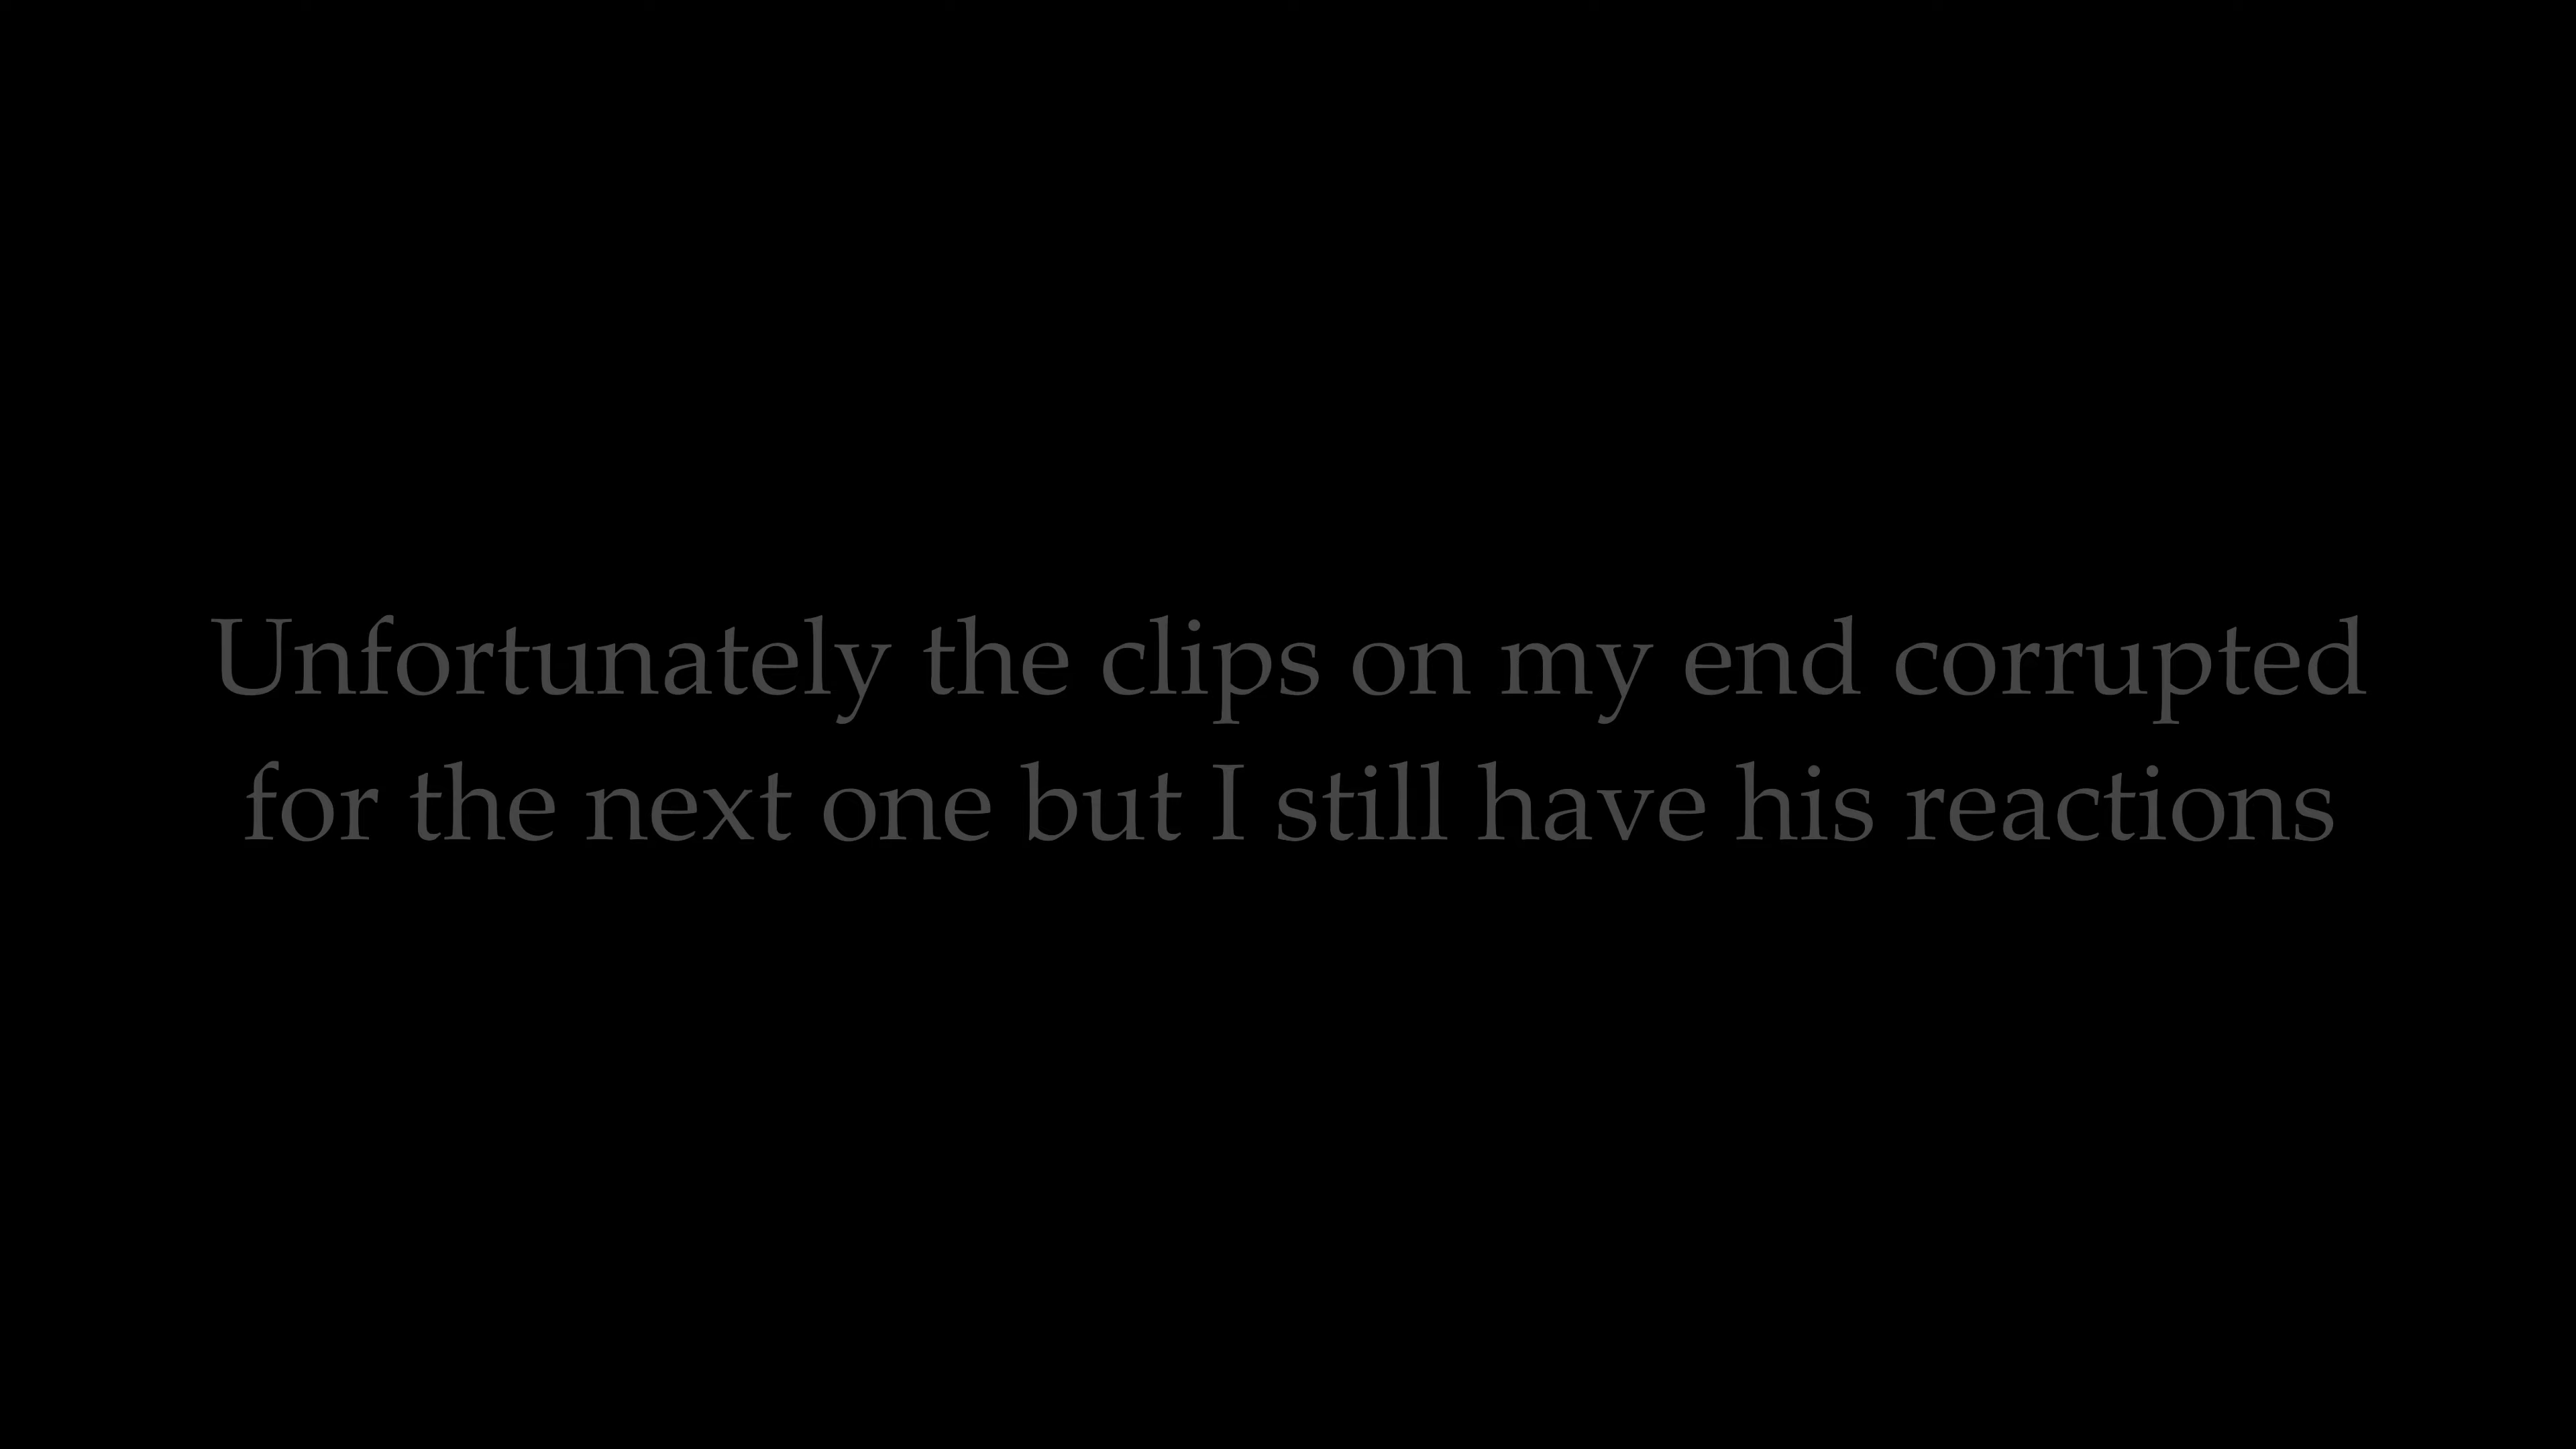 Unfortunately the clips on my end corrupted
for the next one but I still have his reactions